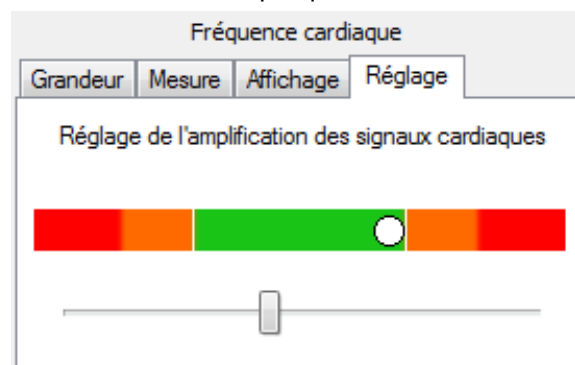 Fréquence cardiaque
Grandeur Mesure Affichage Réglage
Réglage de l'amplification des signaux cardiaques